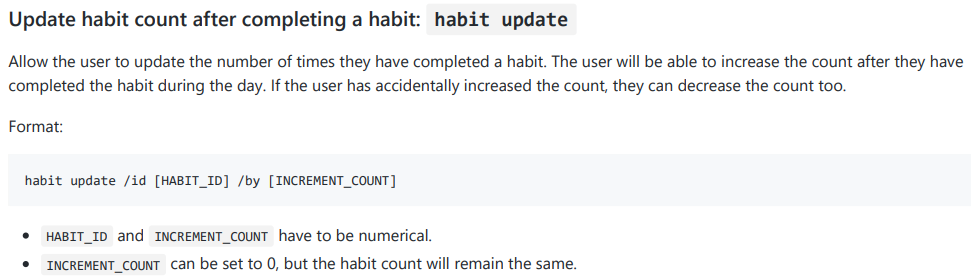 Update habit count after completing a habit: habit update
Allow the user to update the number of times they have completed a habit. The user will be able to increase the count after they have
completed the habit during the day. If the user has accidentally increased the count, they can decrease the count too.
Format:
habit update /id [HABIT_ID] /by [INCREMENT_COUNT]
• HABIT_ID and INCREMENT_COUNT have to be numerical.
• INCREMENT_COUNT can be set to 0, but the habit count will remain the same.